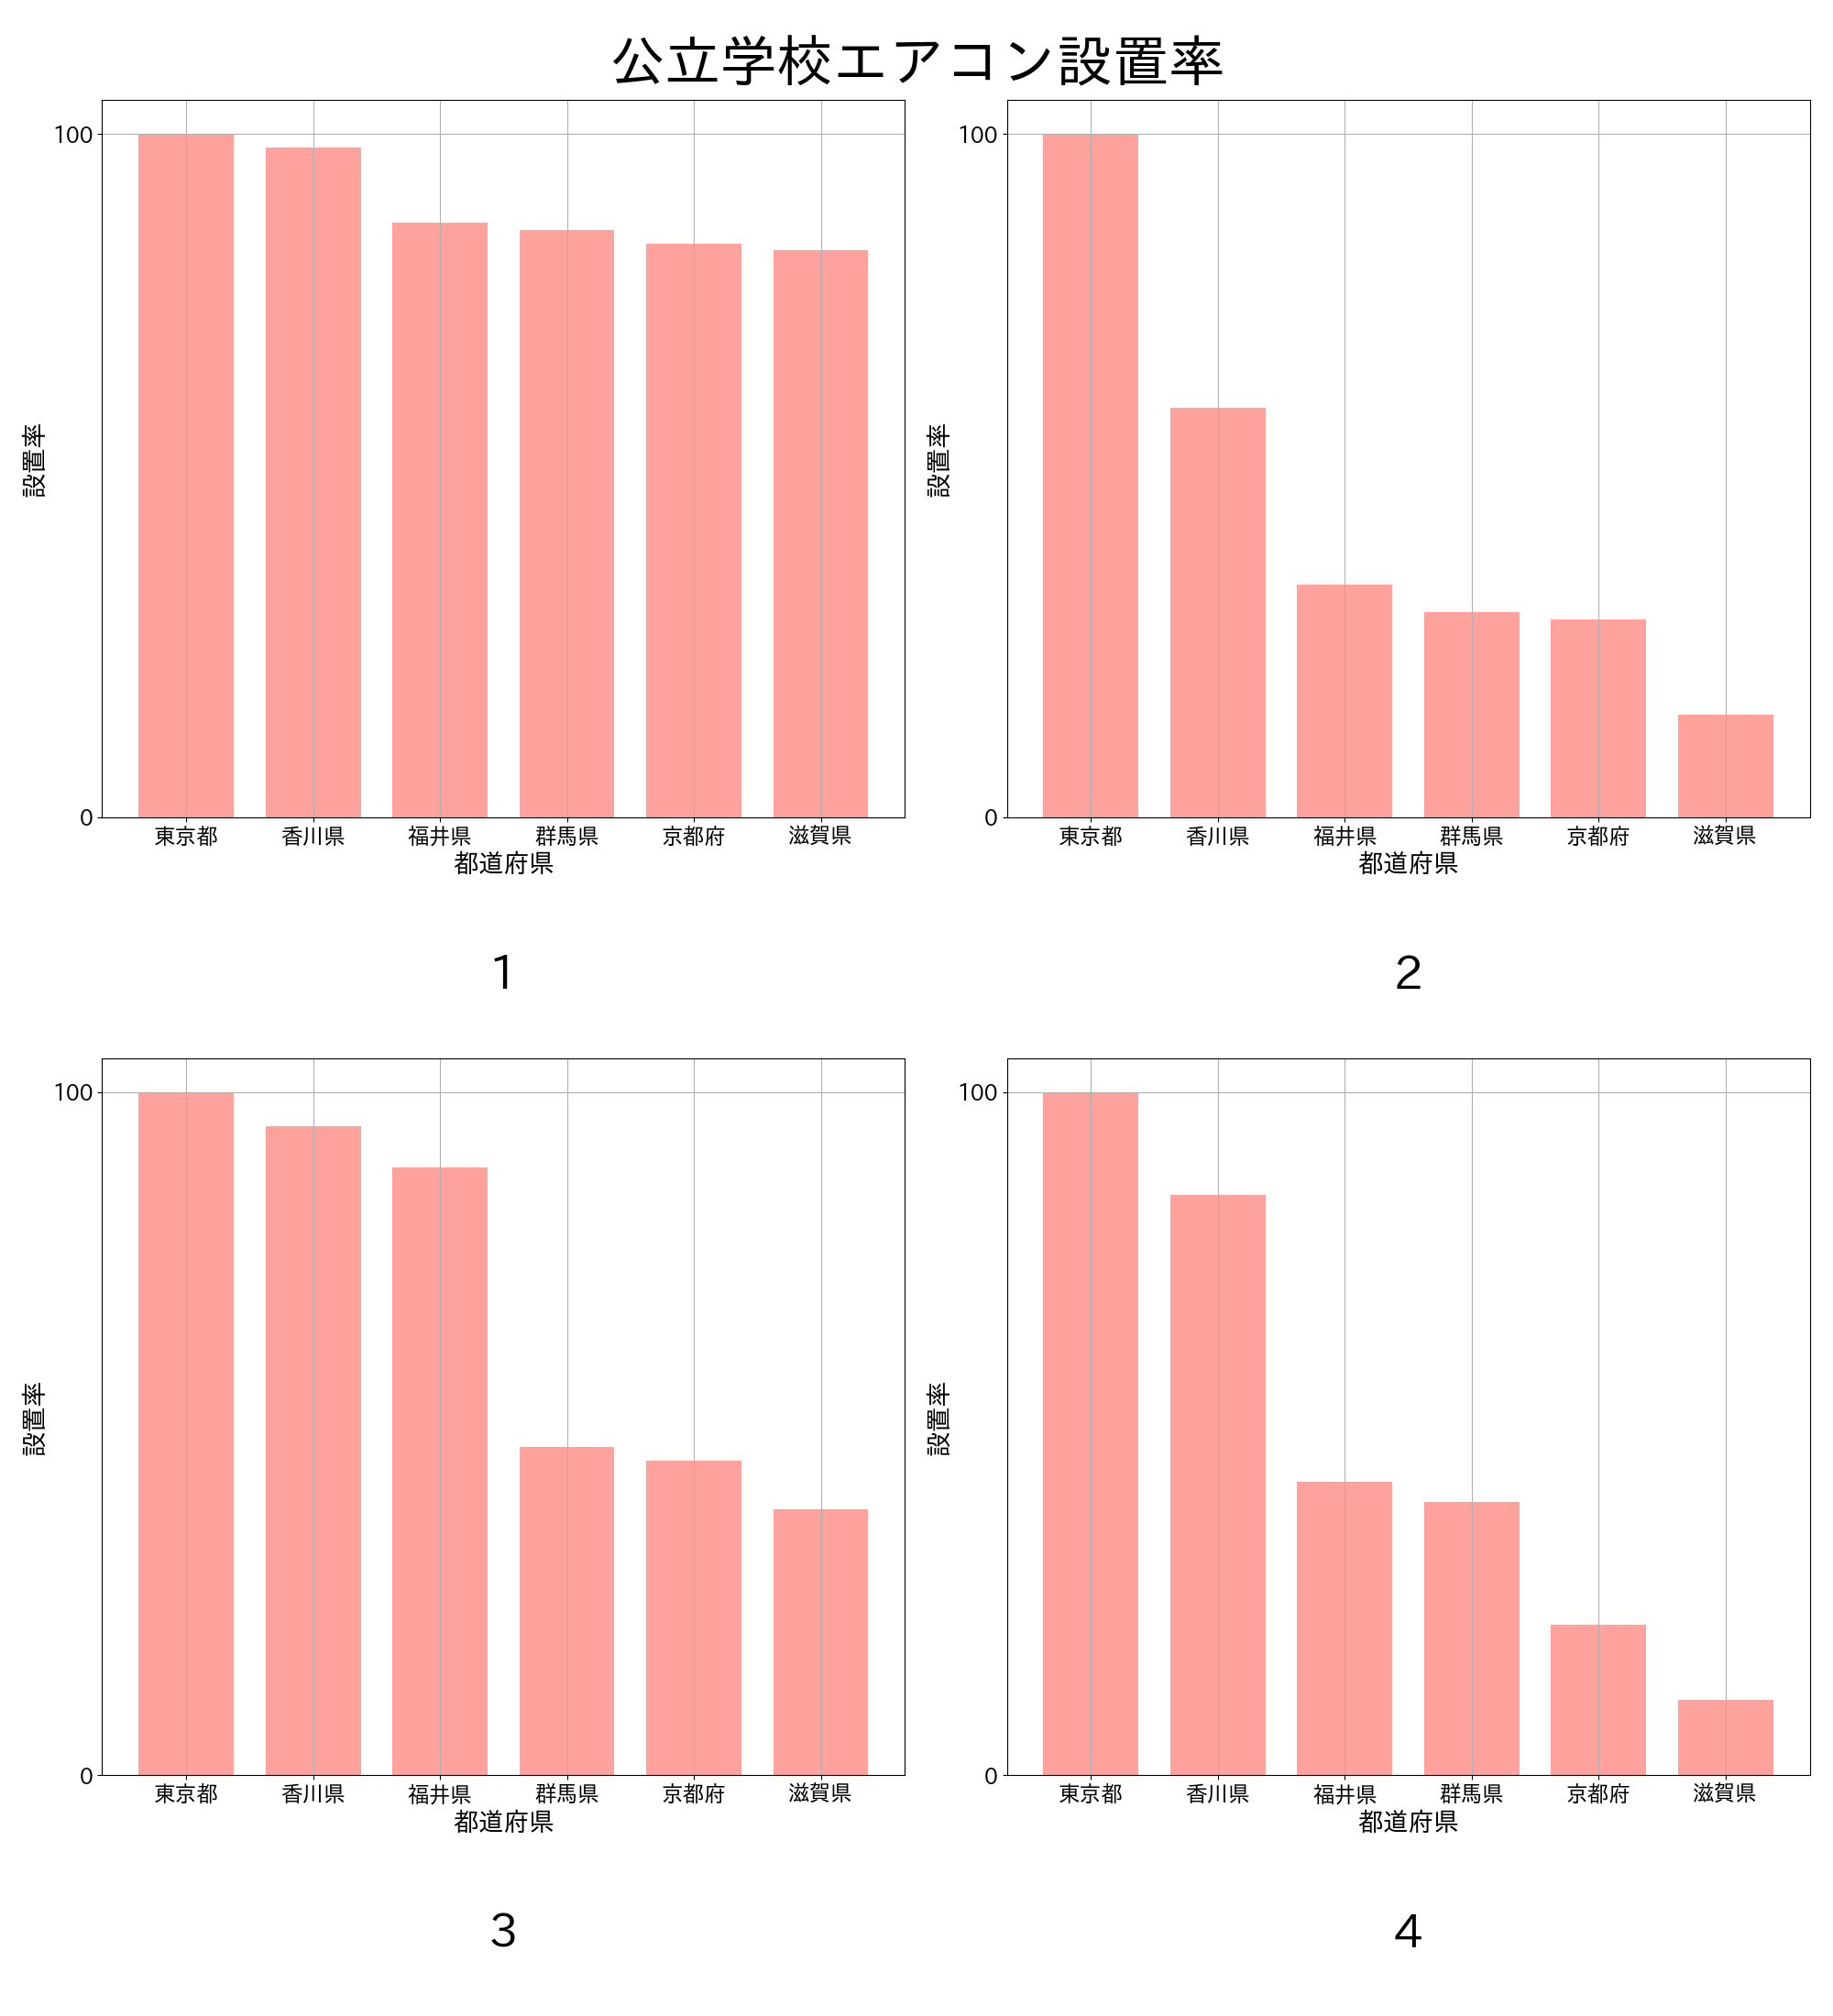 公立学校エアコン設置率
100
0
設置率
東京都 香川県 福井県 群馬県 京都府 滋賀県
都道府県
1
100
0
設置率
東京都 香川県 福井県 群馬県 京都府 滋賀県
都道府県
2
100
0
設置率
東京都 香川県 福井県 群馬県 京都府 滋賀県
都道府県
3
100
0
設置率
東京都 香川県 福井県 群馬県 京都府 滋賀県
都道府県
4